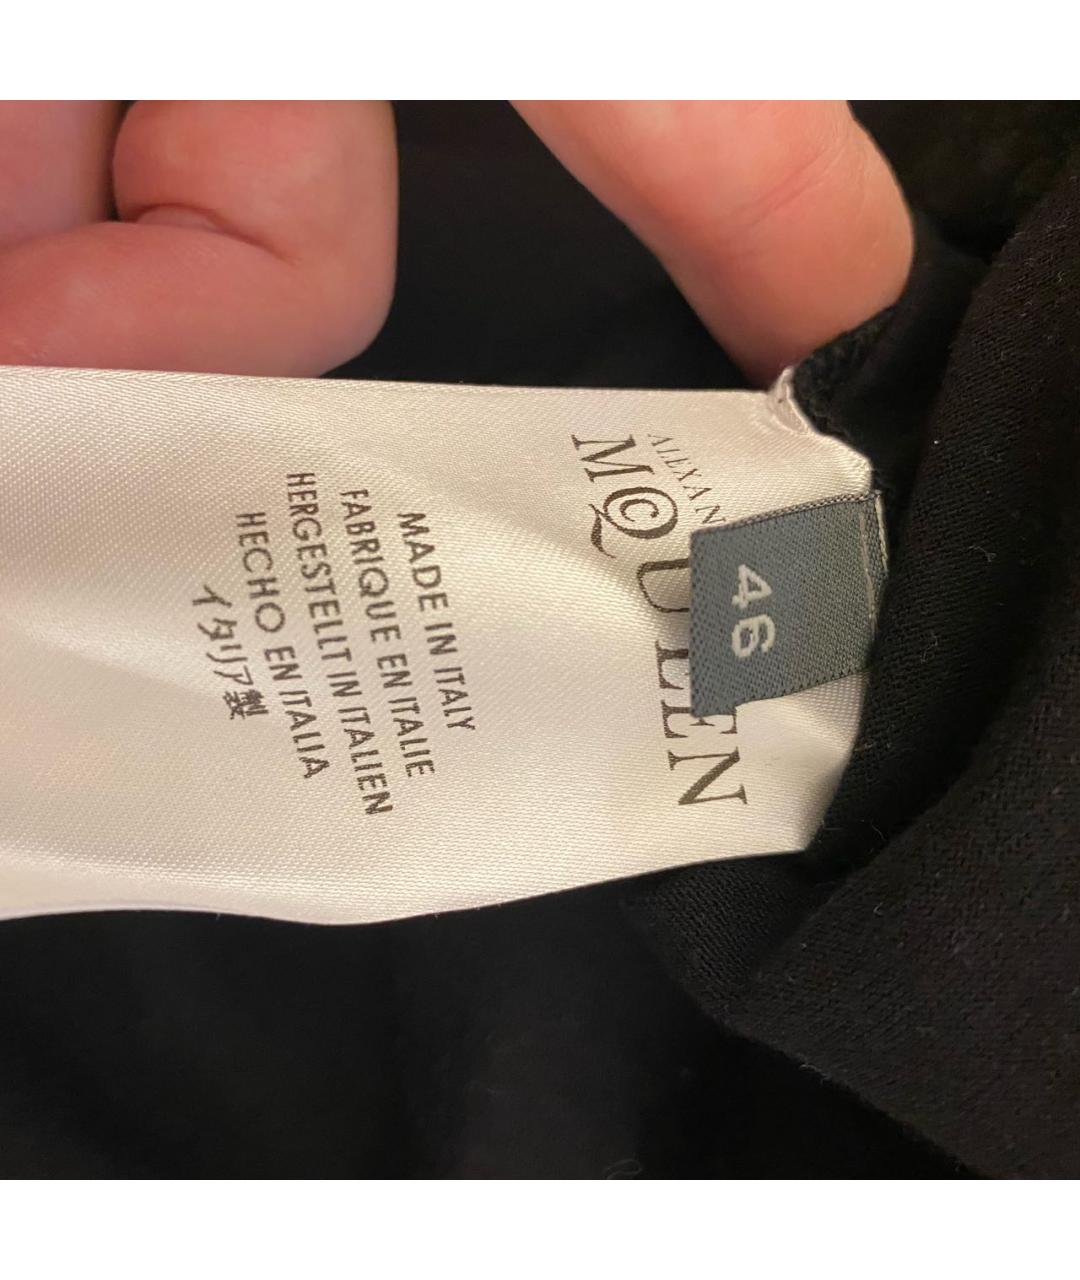 ALEXAN
McQUEEN
46
MADE IN ITALY
FABRIQUE EN ITALIE
HERGESTELLT IN ITALIEN
HECHO EN ITALIA
イタリア製